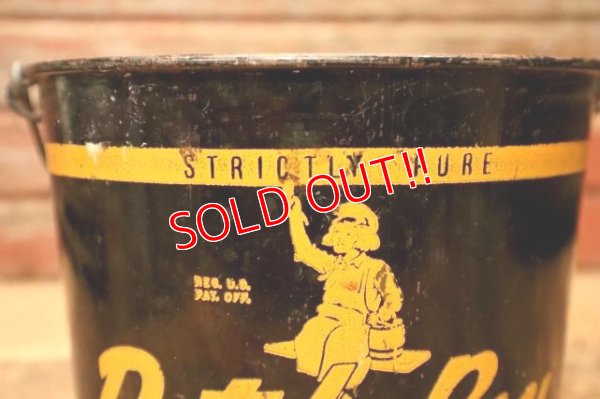 STRICTLY PURE
SOLD OUT!!
REG. U.S.
PAT. OFF.